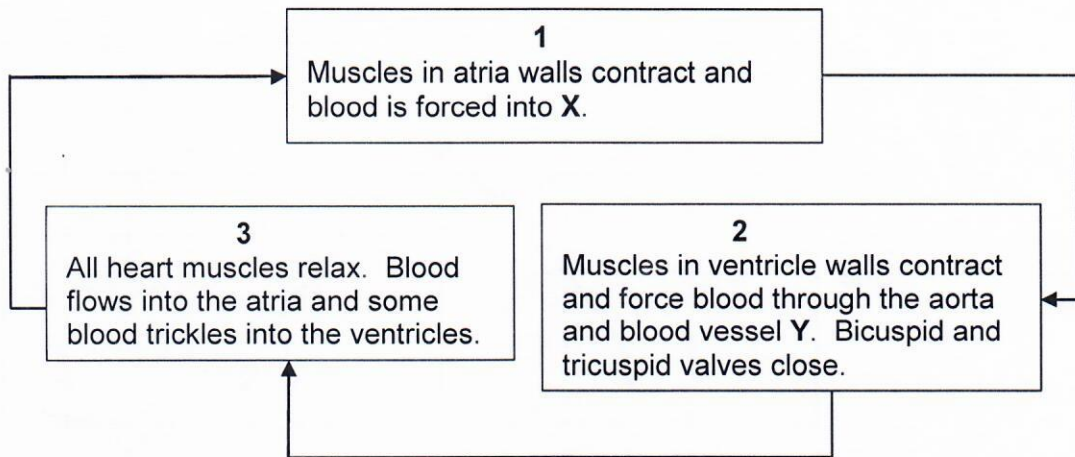 1
Muscles in atria walls contract and
blood is forced into X.
3
All heart muscles relax. Blood
flows into the atria and some
blood trickles into the ventricles.
2
Muscles in ventricle walls contract
and force blood through the aorta
and blood vessel Y. Bicuspid and
tricuspid valves close.